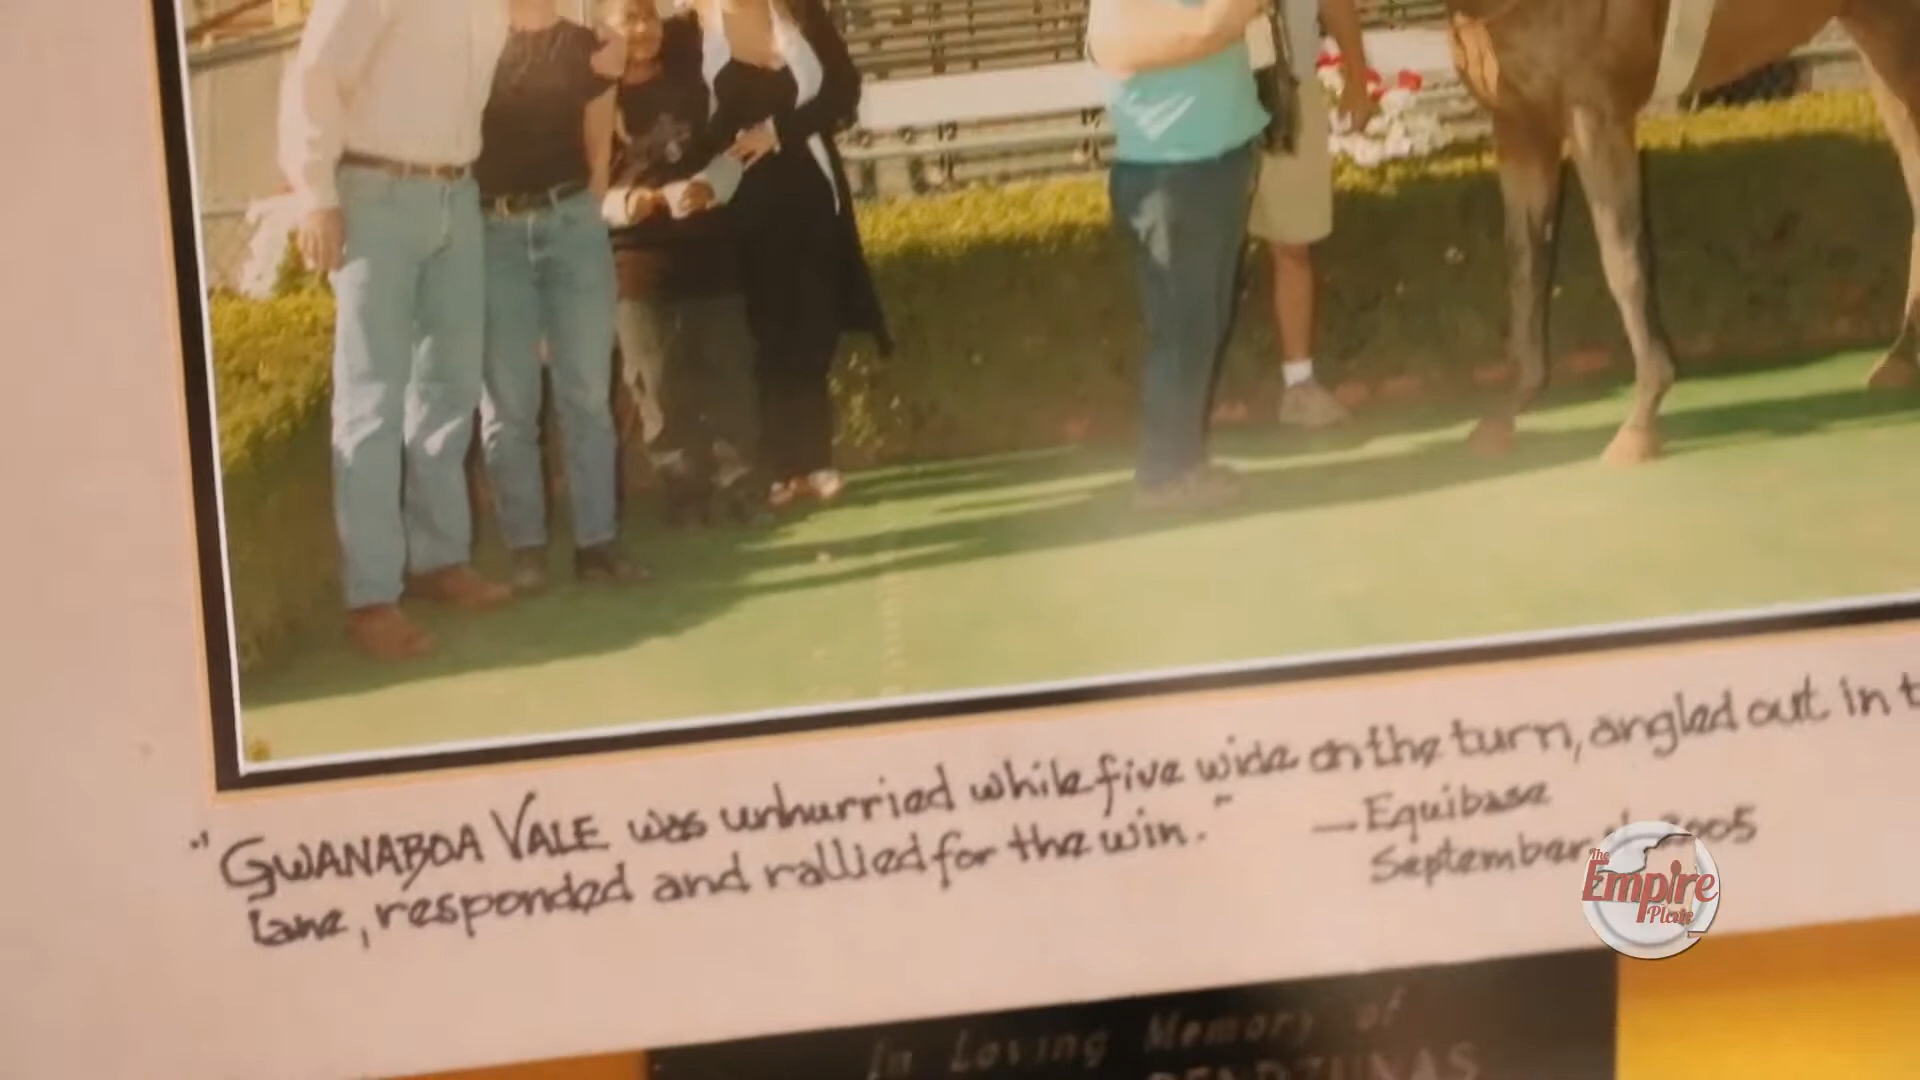 "GWANABOA VALE was unhurried while five wide on the turn, angled out in t
lane, responded and rallied for the win."
— Equibase
September 2005
The
Empire
Plate
In Loving Memory of